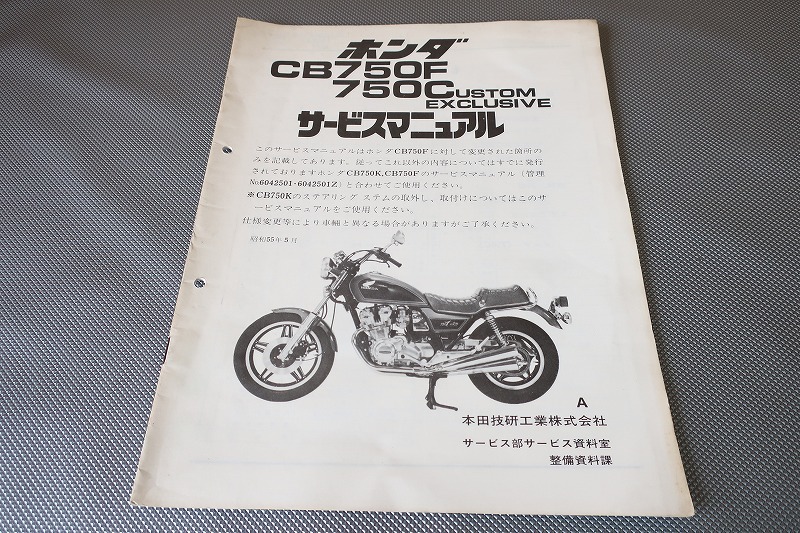 ホンダ
CB750F
750CUSTOM
EXCLUSIVE
サービスマニュアル
このサービスマニュアルはホンダCB750Fに対して変更された箇所の
みを記載してあります。従ってこれ以外の内容についてはすでに発行
されておりますホンダCB750K,CB750Fのサービスマニュアル(管理
No.6042501・6042501Z)と合わせてご使用ください。
※CB750Kのステアリング ステムの取外し、取付けについてはこのサ
ービスマニュアルをご使用ください。
仕様変更等により車輛と異なる場合がありますがご了承ください。
昭和55年5月
A
本田技研工業株式会社
サービス部サービス資料室
整備資料課